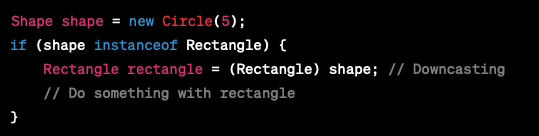 Shape shape = new Circle(5);
if (shape instanceof Rectangle) {
    Rectangle rectangle = (Rectangle) shape; // Downcasting
    // Do something with rectangle
}